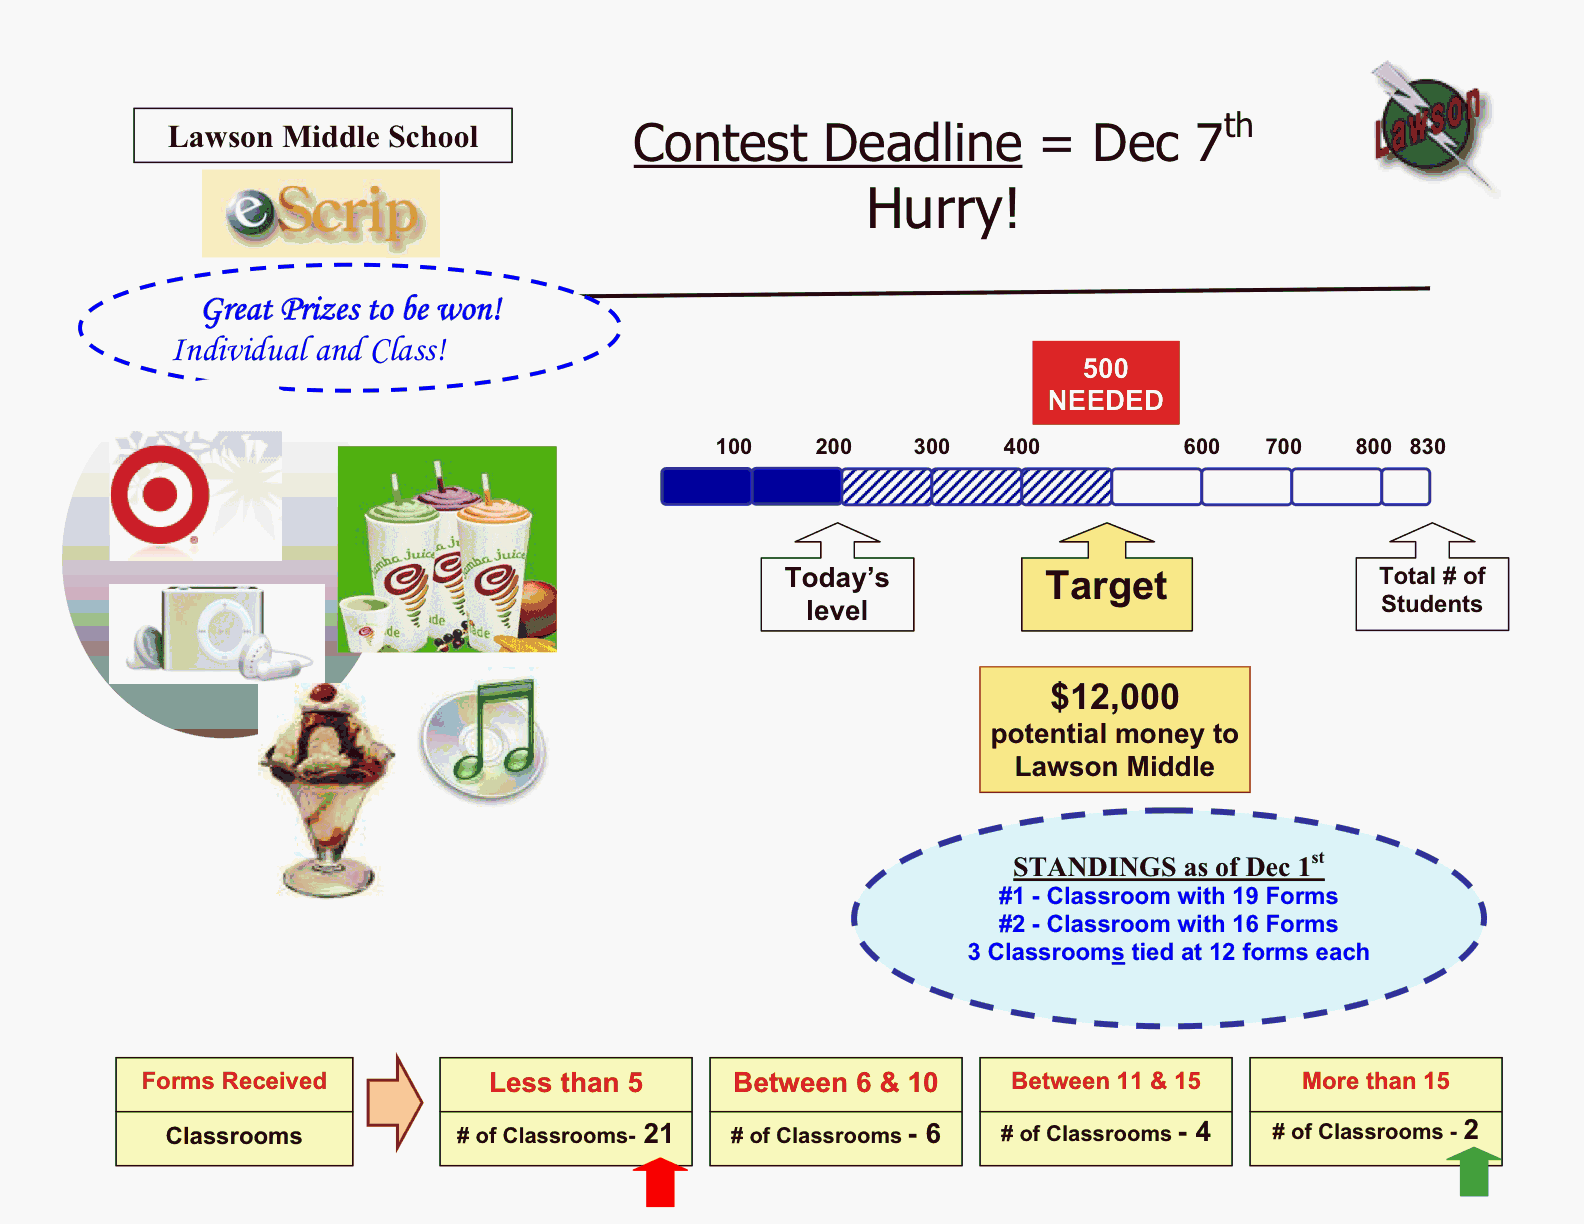 Lawson Middle School
eScrip
Contest Deadline = Dec 7th
Hurry!
Lawson
Great Prizes to be won!
Individual and Class!
500
NEEDED
100 200 300 400 600 700 800 830
Today's
level
Target
Total # of
Students
$12,000
potential money to
Lawson Middle
STANDINGS as of Dec 1st
#1 - Classroom with 19 Forms
#2 - Classroom with 16 Forms
3 Classrooms tied at 12 forms each
Forms Received
Classrooms
Less than 5
# of Classrooms- 21
Between 6 & 10
# of Classrooms - 6
Between 11 & 15
# of Classrooms - 4
More than 15
# of Classrooms - 2